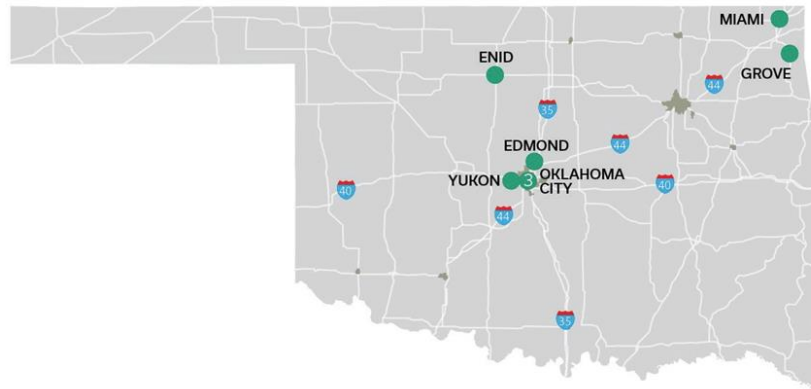 MIAMI
GROVE
ENID
44
35
EDMOND
44
YUKON
3
OKLAHOMA
CITY
40
40
44
35